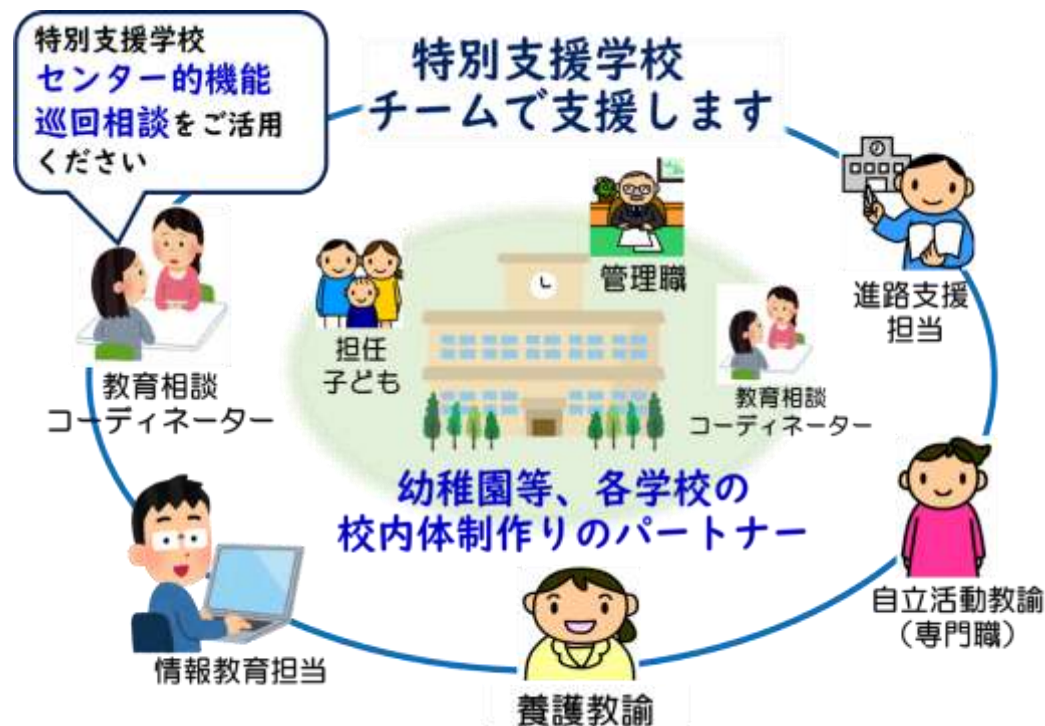 特別支援学校
センター的機能
巡回相談をご活用
ください
特別支援学校
チームで支援します
管理職
担任
子ども
教育相談
コーディネーター
進路支援
担当
教育相談
コーディネーター
幼稚園等、各学校の
校内体制作りのパートナー
自立活動教諭
（専門職）
情報教育担当
養護教諭